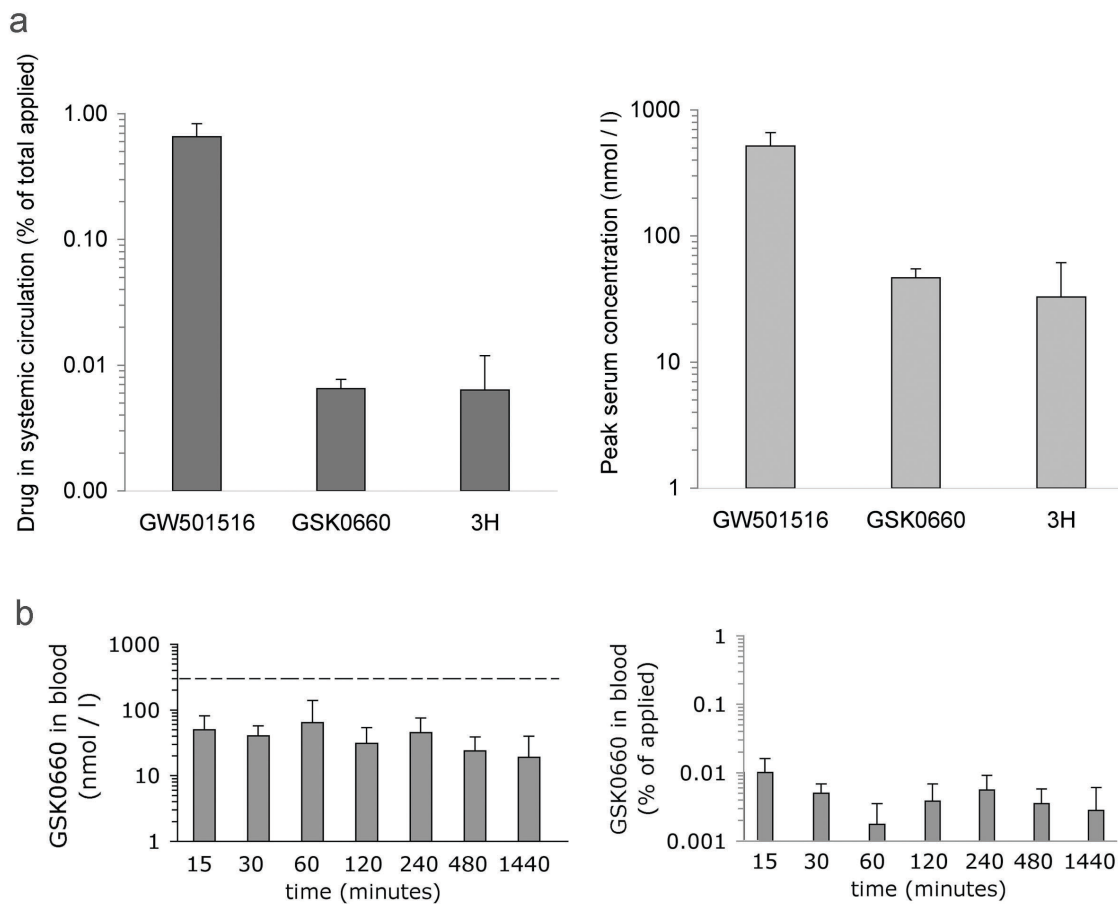 a
Drug in systemic circulation (% of total applied)
1.00
0.10
0.01
0.00
GW501516 GSK0660 3H
Peak serum concentration (nmol / l)
1000
100
10
1
GW501516 GSK0660 3H
b
GSK0660 in blood
(nmol / l)
1000
100
10
1
15 30 60 120 240 480 1440
time (minutes)
GSK0660 in blood
(% of applied)
1
0.1
0.01
0.001
15 30 60 120 240 480 1440
time (minutes)